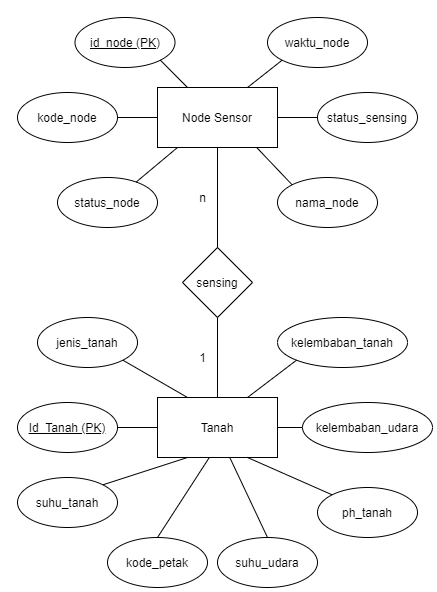 id_node (PK)
waktu_node
kode_node
Node Sensor
status_sensing
status_node
nama_node
n
sensing
1
jenis_tanah
kelembaban_tanah
Id_Tanah (PK)
Tanah
kelembaban_udara
suhu_tanah
ph_tanah
kode_petak
suhu_udara